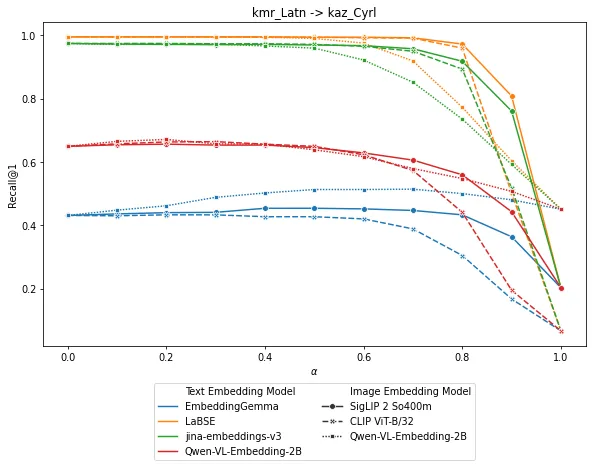 kmr_Latn -> kaz_Cyrl
Recall@1
1.0
0.8
0.6
0.4
0.2
0.0 0.2 0.4 0.6 0.8 1.0
α
Text Embedding Model
EmbeddingGemma
LaBSE
jina-embeddings-v3
Qwen-VL-Embedding-2B
Image Embedding Model
SigLIP 2 So400m
CLIP ViT-B/32
Qwen-VL-Embedding-2B